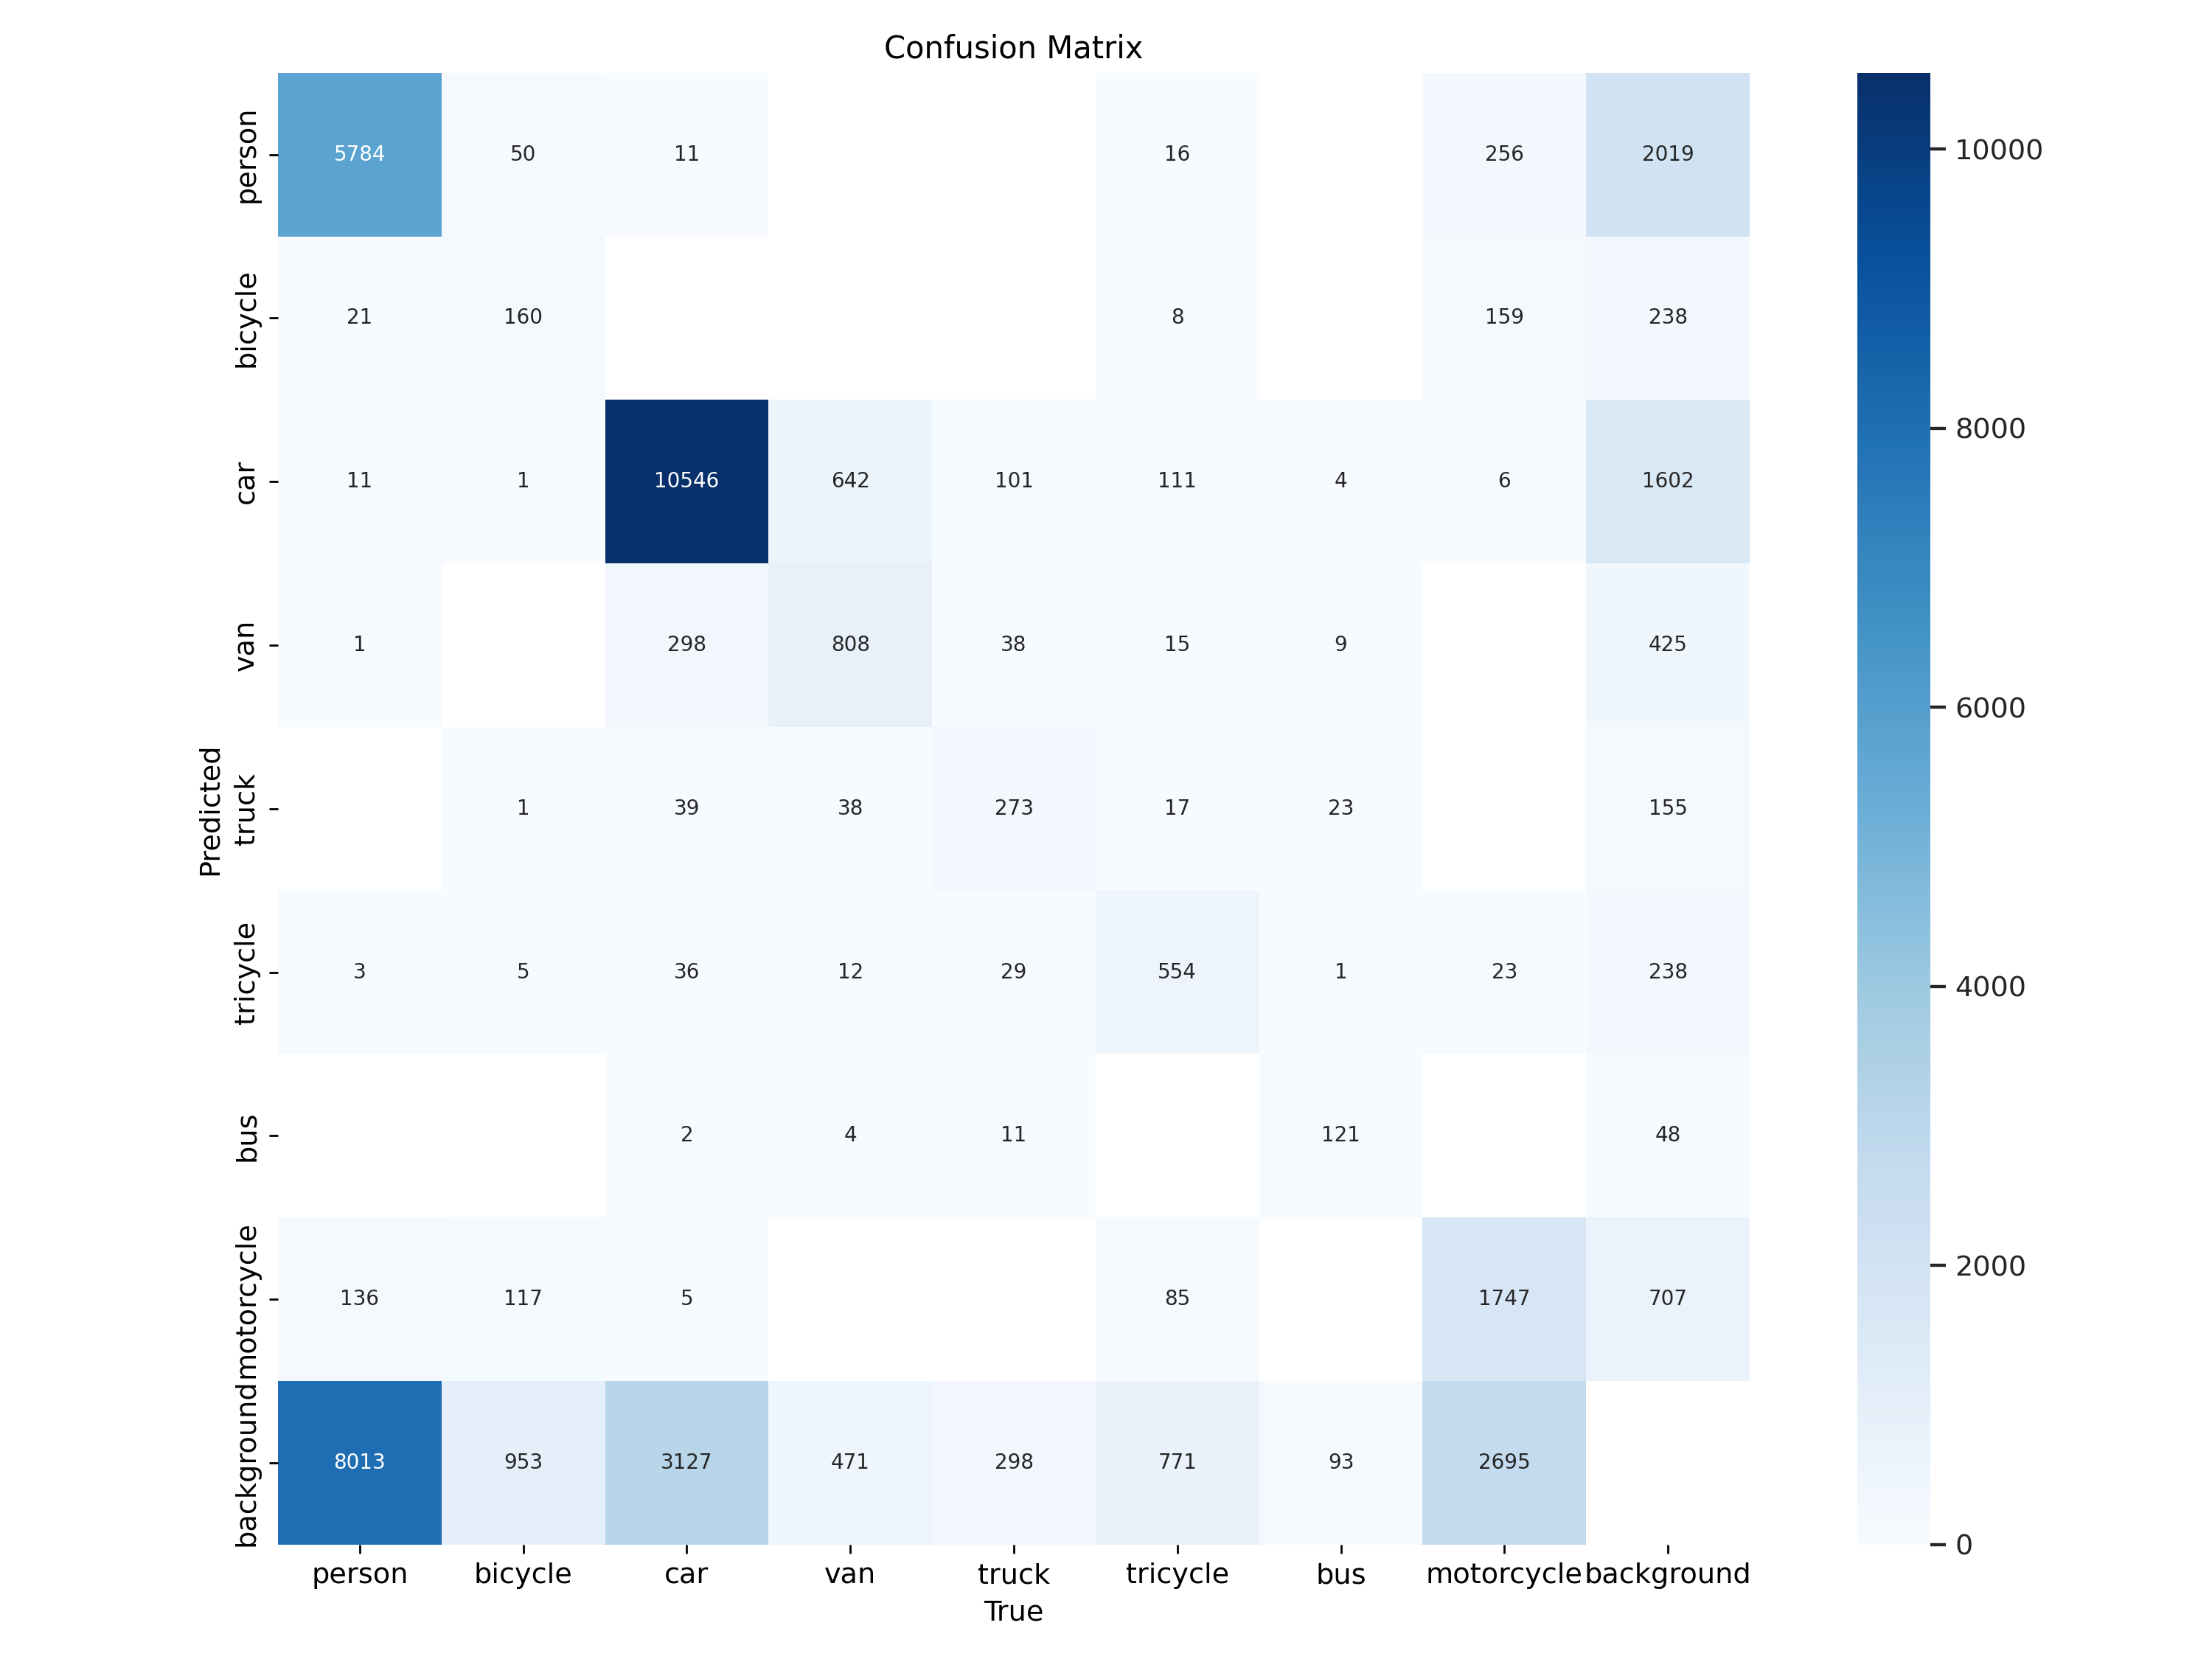 Confusion Matrix
person 5784 50 11 16 256 2019
bicycle 21 160 8 159 238
car 11 1 10546 642 101 111 4 6 1602
van 1 298 808 38 15 9 425
truck 1 39 38 273 17 23 155
tricycle 3 5 36 12 29 554 1 23 238
bus 2 4 11 121 48
motorcycle 136 117 5 85 1747 707
background 8013 953 3127 471 298 771 93 2695
Predicted
person bicycle car van truck tricycle bus motorcycle background
True
10000
8000
6000
4000
2000
0